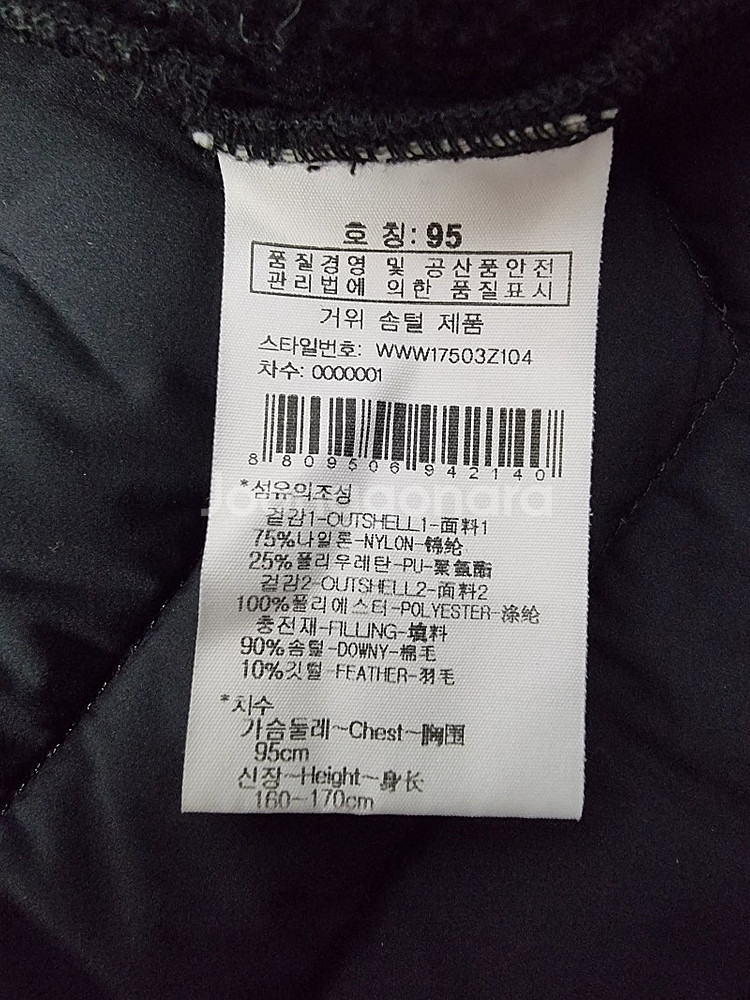 호 칭: 95
품질경영 및 공산품안전
관리법에 의한 품질표시
거위 솜털 제품
스타일번호: WWW17503Z104
차수: 0000001
8 809506 942140
*섬유의조성
겉감1-OUTSHELL1-面料1
75%나일론-NYLON-锦纶
25%폴리우레탄-PU-聚氨酯
겉감2-OUTSHELL2-面料2
100%폴리에스터-POLYESTER-涤纶
충전재-FILLING-填料
90%솜털-DOWNY-棉毛
10%깃털-FEATHER-羽毛
*치수
가슴둘레~Chest~胸围
95cm
신장~Height~身长
160~170cm